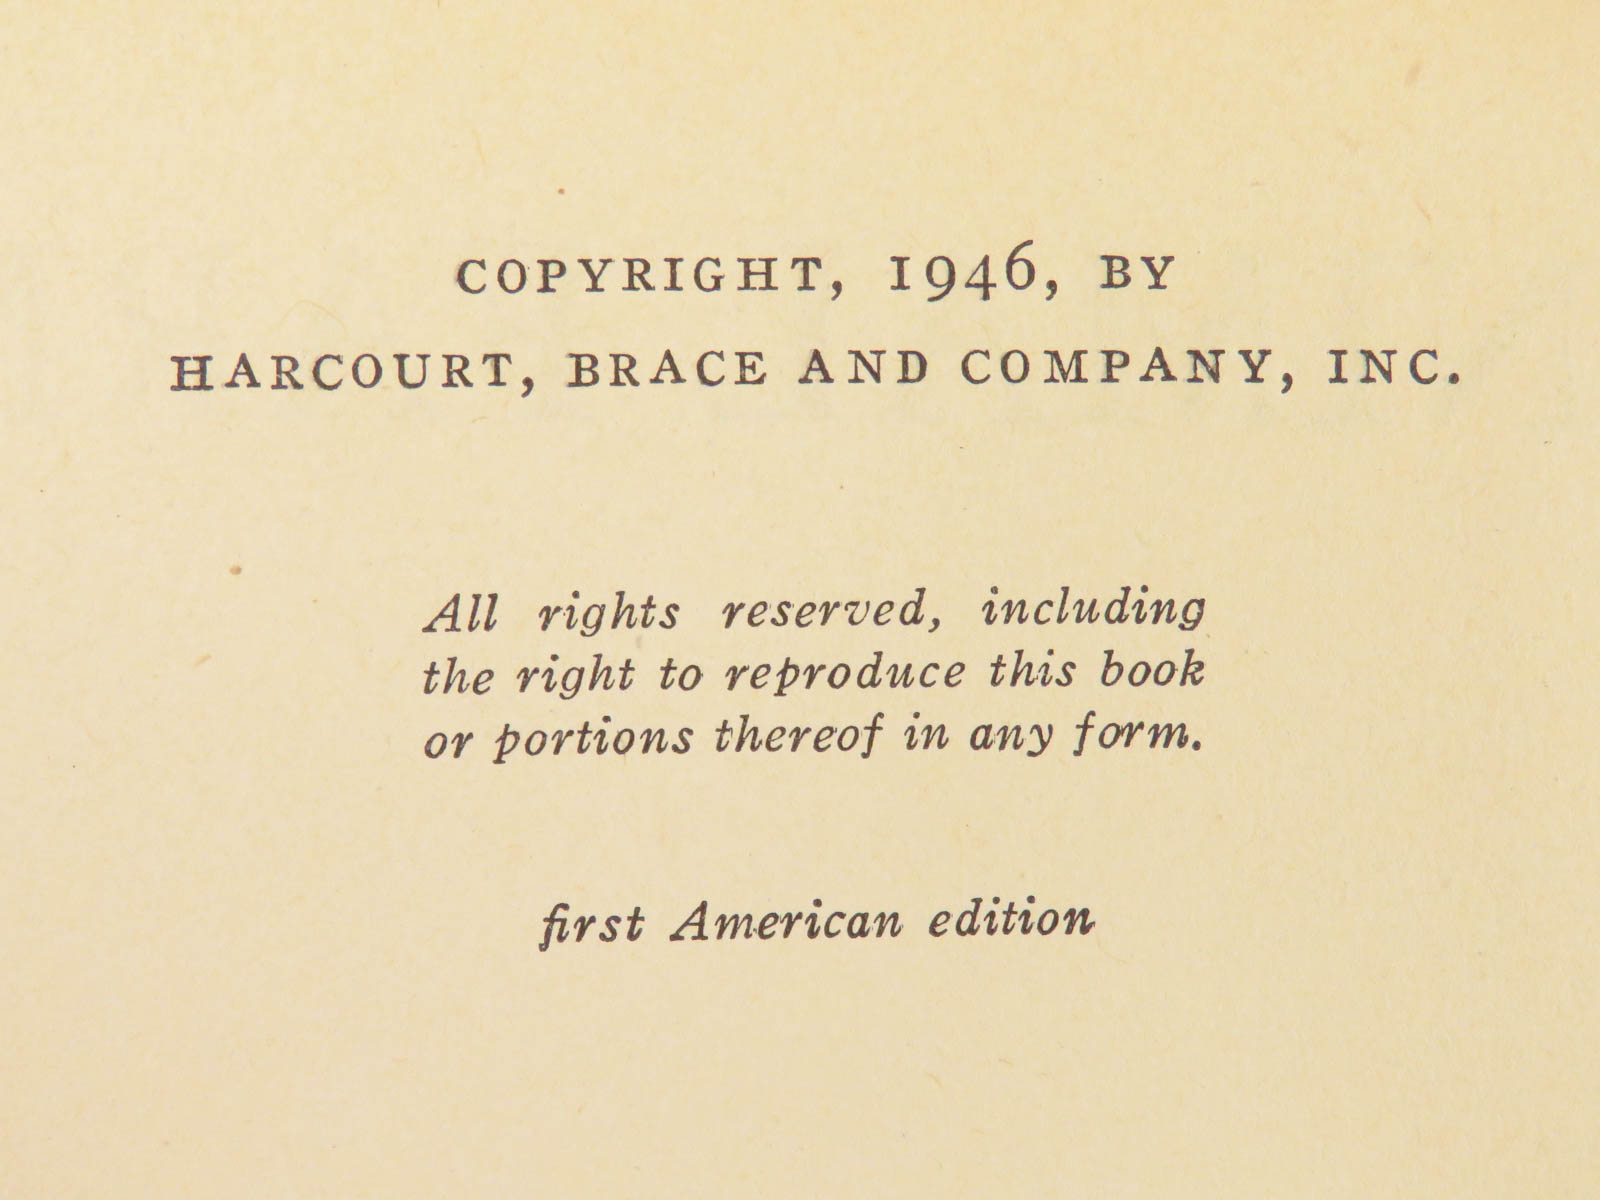 COPYRIGHT, 1946, BY
HARCOURT, BRACE AND COMPANY, INC.
All rights reserved, including
the right to reproduce this book
or portions thereof in any form.
first American edition